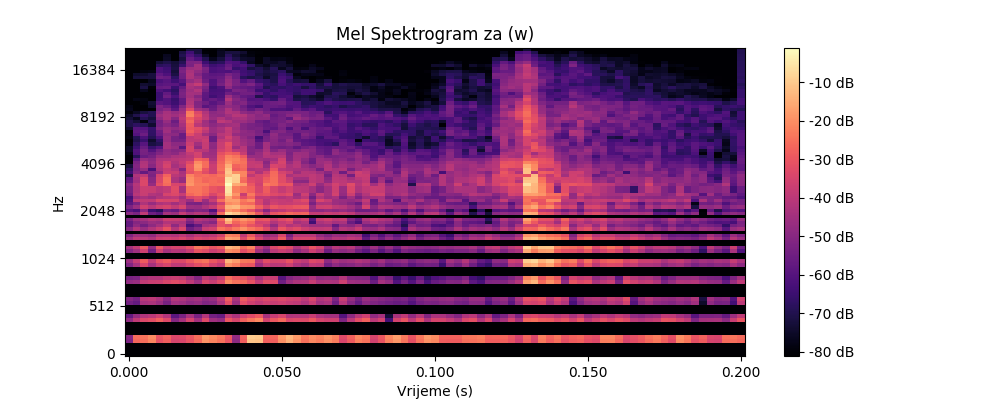 Mel Spektrogram za (w)
Hz
16384
8192
4096
2048
1024
512
0
0.000 0.050 0.100 0.150 0.200
Vrijeme (s)
-10 dB
-20 dB
-30 dB
-40 dB
-50 dB
-60 dB
-70 dB
-80 dB